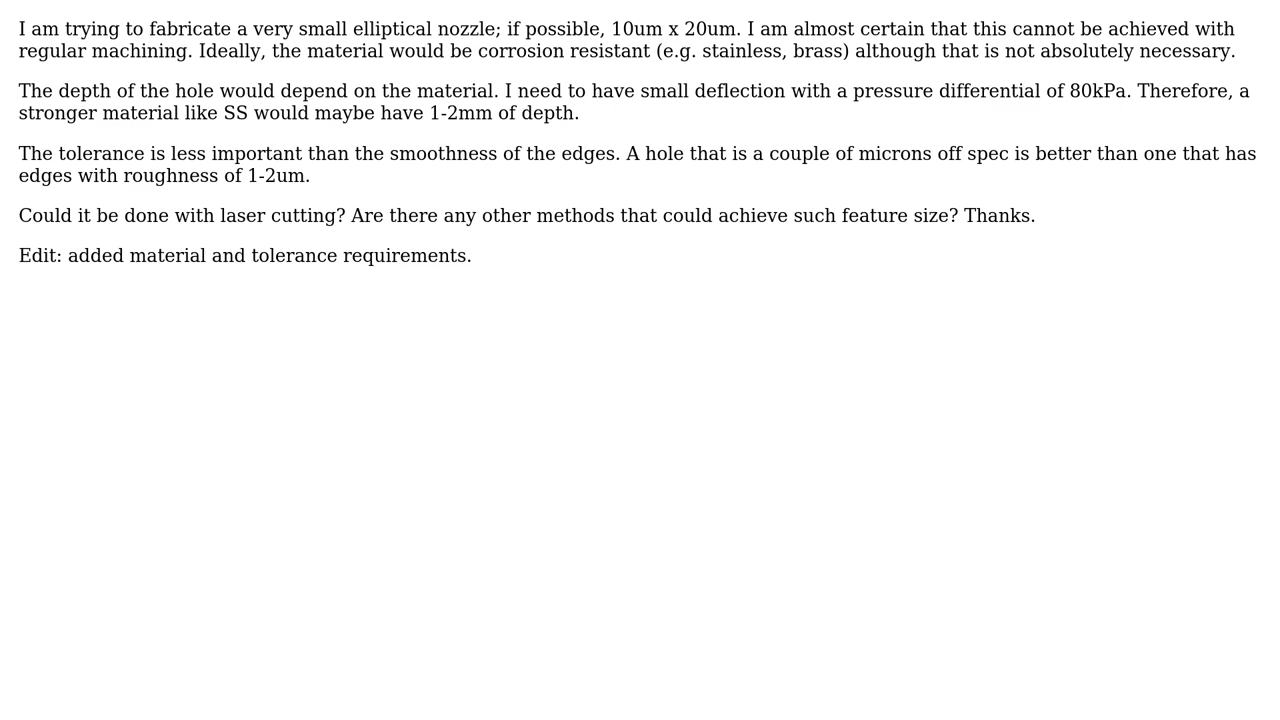 I am trying to fabricate a very small elliptical nozzle; if possible, 10um x 20um. I am almost certain that this cannot be achieved with
regular machining. Ideally, the material would be corrosion resistant (e.g. stainless, brass) although that is not absolutely necessary.
The depth of the hole would depend on the material. I need to have small deflection with a pressure differential of 80kPa. Therefore, a
stronger material like SS would maybe have 1-2mm of depth.
The tolerance is less important than the smoothness of the edges. A hole that is a couple of microns off spec is better than one that has
edges with roughness of 1-2um.
Could it be done with laser cutting? Are there any other methods that could achieve such feature size? Thanks.
Edit: added material and tolerance requirements.